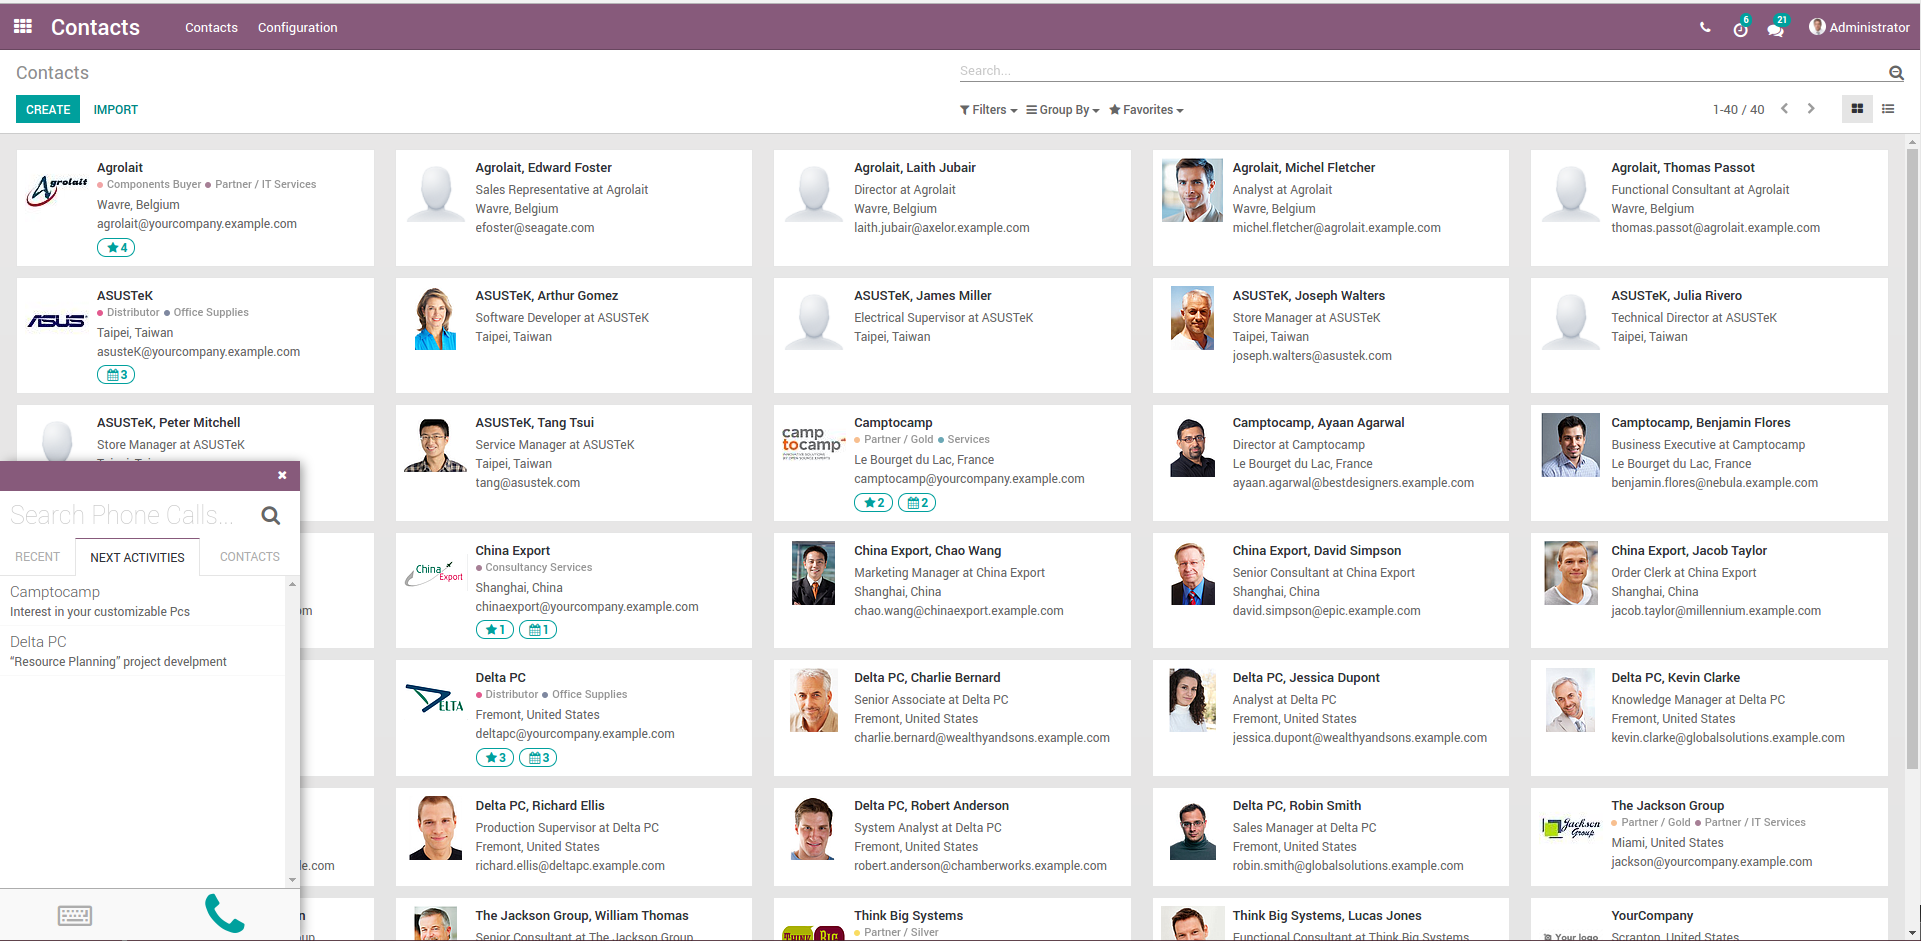 Contacts
Contacts
Configuration
6
21
Administrator
Contacts
Search...
CREATE
IMPORT
Filters
Group By
Favorites
1-40 / 40
Agrolait
Agrolait
Components Buyer Partner / IT Services
Wavre, Belgium
agrolait@yourcompany.example.com
4
Agrolait, Edward Foster
Sales Representative at Agrolait
Wavre, Belgium
efoster@seagate.com
Agrolait, Laith Jubair
Director at Agrolait
Wavre, Belgium
laith.jubair@axelor.example.com
Agrolait, Michel Fletcher
Analyst at Agrolait
Wavre, Belgium
michel.fletcher@agrolait.example.com
Agrolait, Thomas Passot
Functional Consultant at Agrolait
Wavre, Belgium
thomas.passot@agrolait.example.com
ASUS
ASUSTeK
Distributor Office Supplies
Taipei, Taiwan
asusteK@yourcompany.example.com
3
ASUSTeK, Arthur Gomez
Software Developer at ASUSTeK
Taipei, Taiwan
ASUSTeK, James Miller
Electrical Supervisor at ASUSTeK
Taipei, Taiwan
ASUSTeK, Joseph Walters
Store Manager at ASUSTeK
Taipei, Taiwan
joseph.walters@asustek.com
ASUSTeK, Julia Rivero
Technical Director at ASUSTeK
Taipei, Taiwan
ASUSTeK, Peter Mitchell
Store Manager at ASUSTeK
ASUSTeK, Tang Tsui
Service Manager at ASUSTeK
Taipei, Taiwan
tang@asustek.com
camp
tocamp
Camptocamp
Partner / Gold Services
Le Bourget du Lac, France
camptocamp@yourcompany.example.com
2 2
Camptocamp, Ayaan Agarwal
Director at Camptocamp
Le Bourget du Lac, France
ayaan.agarwal@bestdesigners.example.com
Camptocamp, Benjamin Flores
Business Executive at Camptocamp
Le Bourget du Lac, France
benjamin.flores@nebula.example.com
Search Phone Calls...
RECENT
NEXT ACTIVITIES
CONTACTS
Camptocamp
Interest in your customizable Pcs
Delta PC
“Resource Planning” project develpment
China
Export
China Export
Consultancy Services
Shanghai, China
chinaexport@yourcompany.example.com
1 1
China Export, Chao Wang
Marketing Manager at China Export
Shanghai, China
chao.wang@chinaexport.example.com
China Export, David Simpson
Senior Consultant at China Export
Shanghai, China
david.simpson@epic.example.com
China Export, Jacob Taylor
Order Clerk at China Export
Shanghai, China
jacob.taylor@millennium.example.com
ELTA
Delta PC
Distributor Office Supplies
Fremont, United States
deltapc@yourcompany.example.com
3 3
Delta PC, Charlie Bernard
Senior Associate at Delta PC
Fremont, United States
charlie.bernard@wealthyandsons.example.com
Delta PC, Jessica Dupont
Analyst at Delta PC
Fremont, United States
jessica.dupont@wealthyandsons.example.com
Delta PC, Kevin Clarke
Knowledge Manager at Delta PC
Fremont, United States
kevin.clarke@globalsolutions.example.com
le.com
Delta PC, Richard Ellis
Production Supervisor at Delta PC
Fremont, United States
richard.ellis@deltapc.example.com
Delta PC, Robert Anderson
System Analyst at Delta PC
Fremont, United States
robert.anderson@chamberworks.example.com
Delta PC, Robin Smith
Sales Manager at Delta PC
Fremont, United States
robin.smith@globalsolutions.example.com
Jackson
Group
The Jackson Group
Partner / Gold Partner / IT Services
Miami, United States
jackson@yourcompany.example.com
The Jackson Group, William Thomas
Senior Consultant at The Jackson Group
THINK BIG
Think Big Systems
Partner / Silver
Think Big Systems, Lucas Jones
Functional Consultant at Think Big Systems
Your logo
YourCompany
Scranton, United States